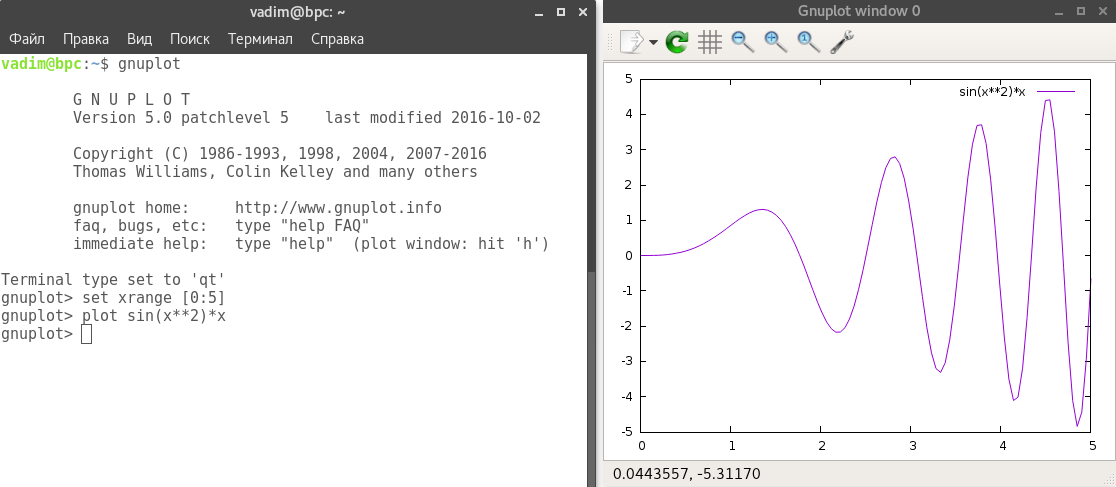 vadim@bpc: ~
Файл Правка Вид Поиск Терминал Справка
vadim@bpc:~$ gnuplot
G N U P L O T
Version 5.0 patchlevel 5    last modified 2016-10-02
Copyright (C) 1986-1993, 1998, 2004, 2007-2016
Thomas Williams, Colin Kelley and many others
gnuplot home:     http://www.gnuplot.info
faq, bugs, etc:   type "help FAQ"
immediate help:   type "help"  (plot window: hit 'h')
Terminal type set to 'qt'
gnuplot> set xrange [0:5]
gnuplot> plot sin(x**2)*x
gnuplot>
Gnuplot window 0
sin(x**2)*x
5
4
3
2
1
0
-1
-2
-3
-4
-5
0 1 2 3 4 5
0.0443557, -5.31170